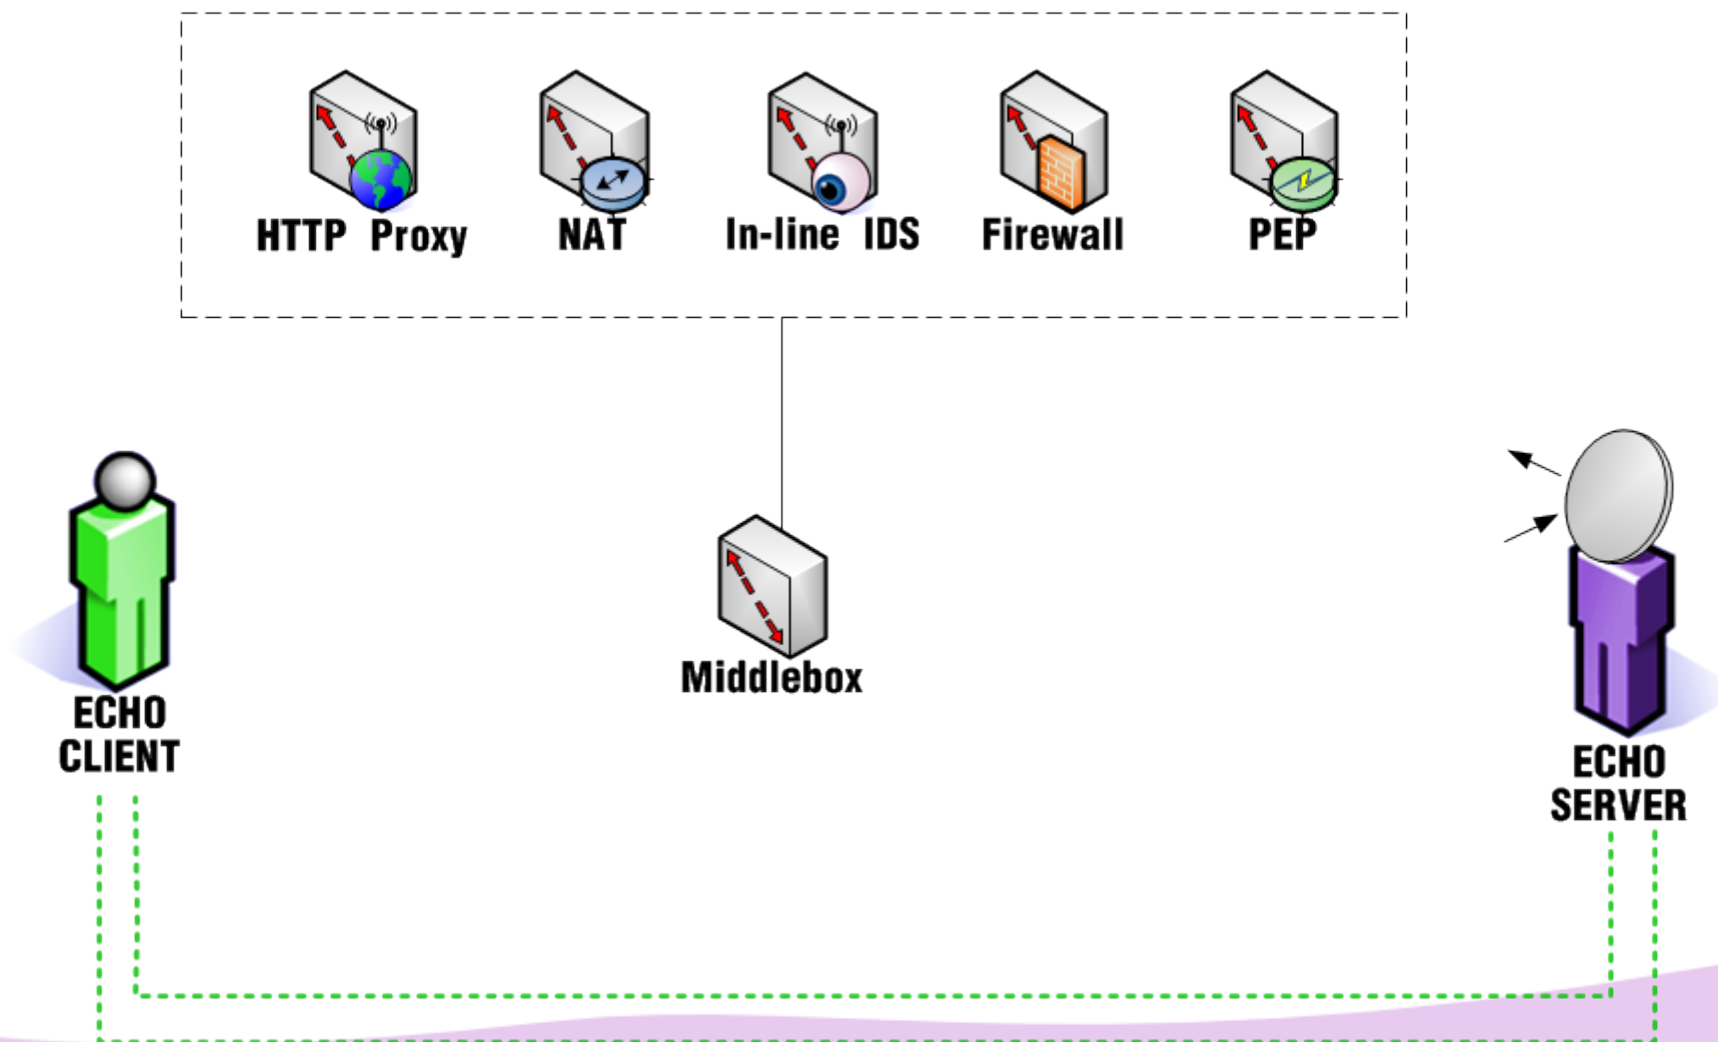 HTTP Proxy
NAT
In-line IDS
Firewall
PEP
Middlebox
ECHO
CLIENT
ECHO
SERVER